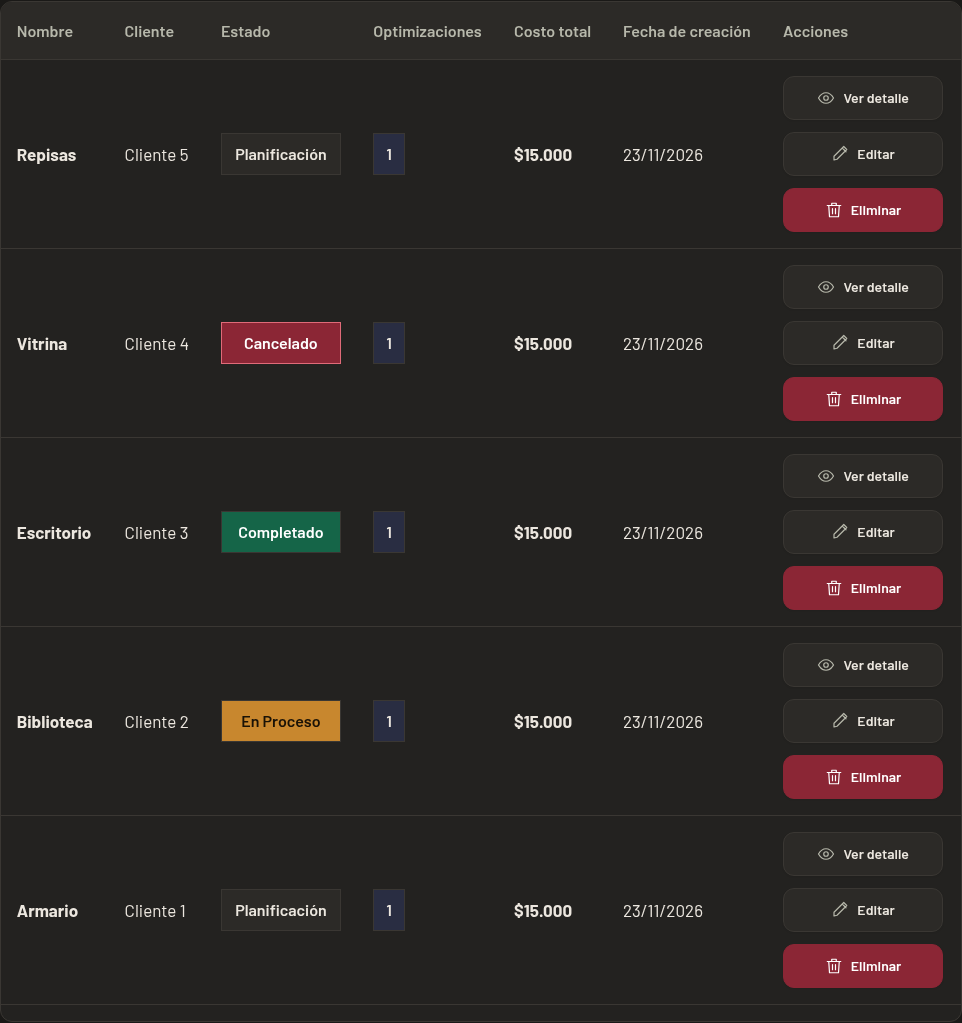 Nombre Cliente Estado Optimizaciones Costo total Fecha de creación Acciones
Ver detalle
Repisas Cliente 5 Planificación 1 $15.000 23/11/2026 Editar
Eliminar
Ver detalle
Vitrina Cliente 4 Cancelado 1 $15.000 23/11/2026 Editar
Eliminar
Ver detalle
Escritorio Cliente 3 Completado 1 $15.000 23/11/2026 Editar
Eliminar
Ver detalle
Biblioteca Cliente 2 En Proceso 1 $15.000 23/11/2026 Editar
Eliminar
Ver detalle
Armario Cliente 1 Planificación 1 $15.000 23/11/2026 Editar
Eliminar